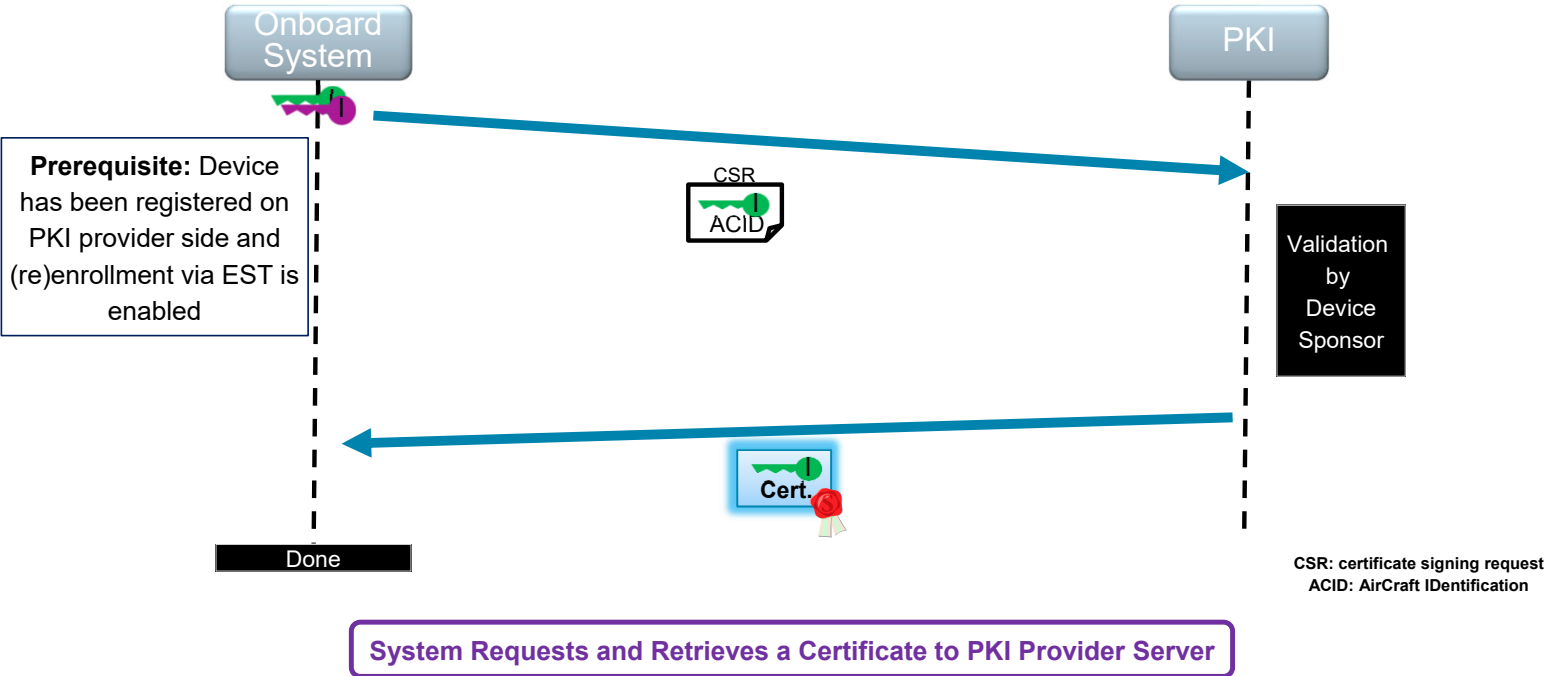 Onboard
System
PKI
Prerequisite: Device
has been registered on
PKI provider side and
(re)enrollment via EST is
enabled
CSR
ACID
Validation
by
Device
Sponsor
Cert.
Done
CSR: certificate signing request
ACID: AirCraft IDentification
System Requests and Retrieves a Certificate to PKI Provider Server